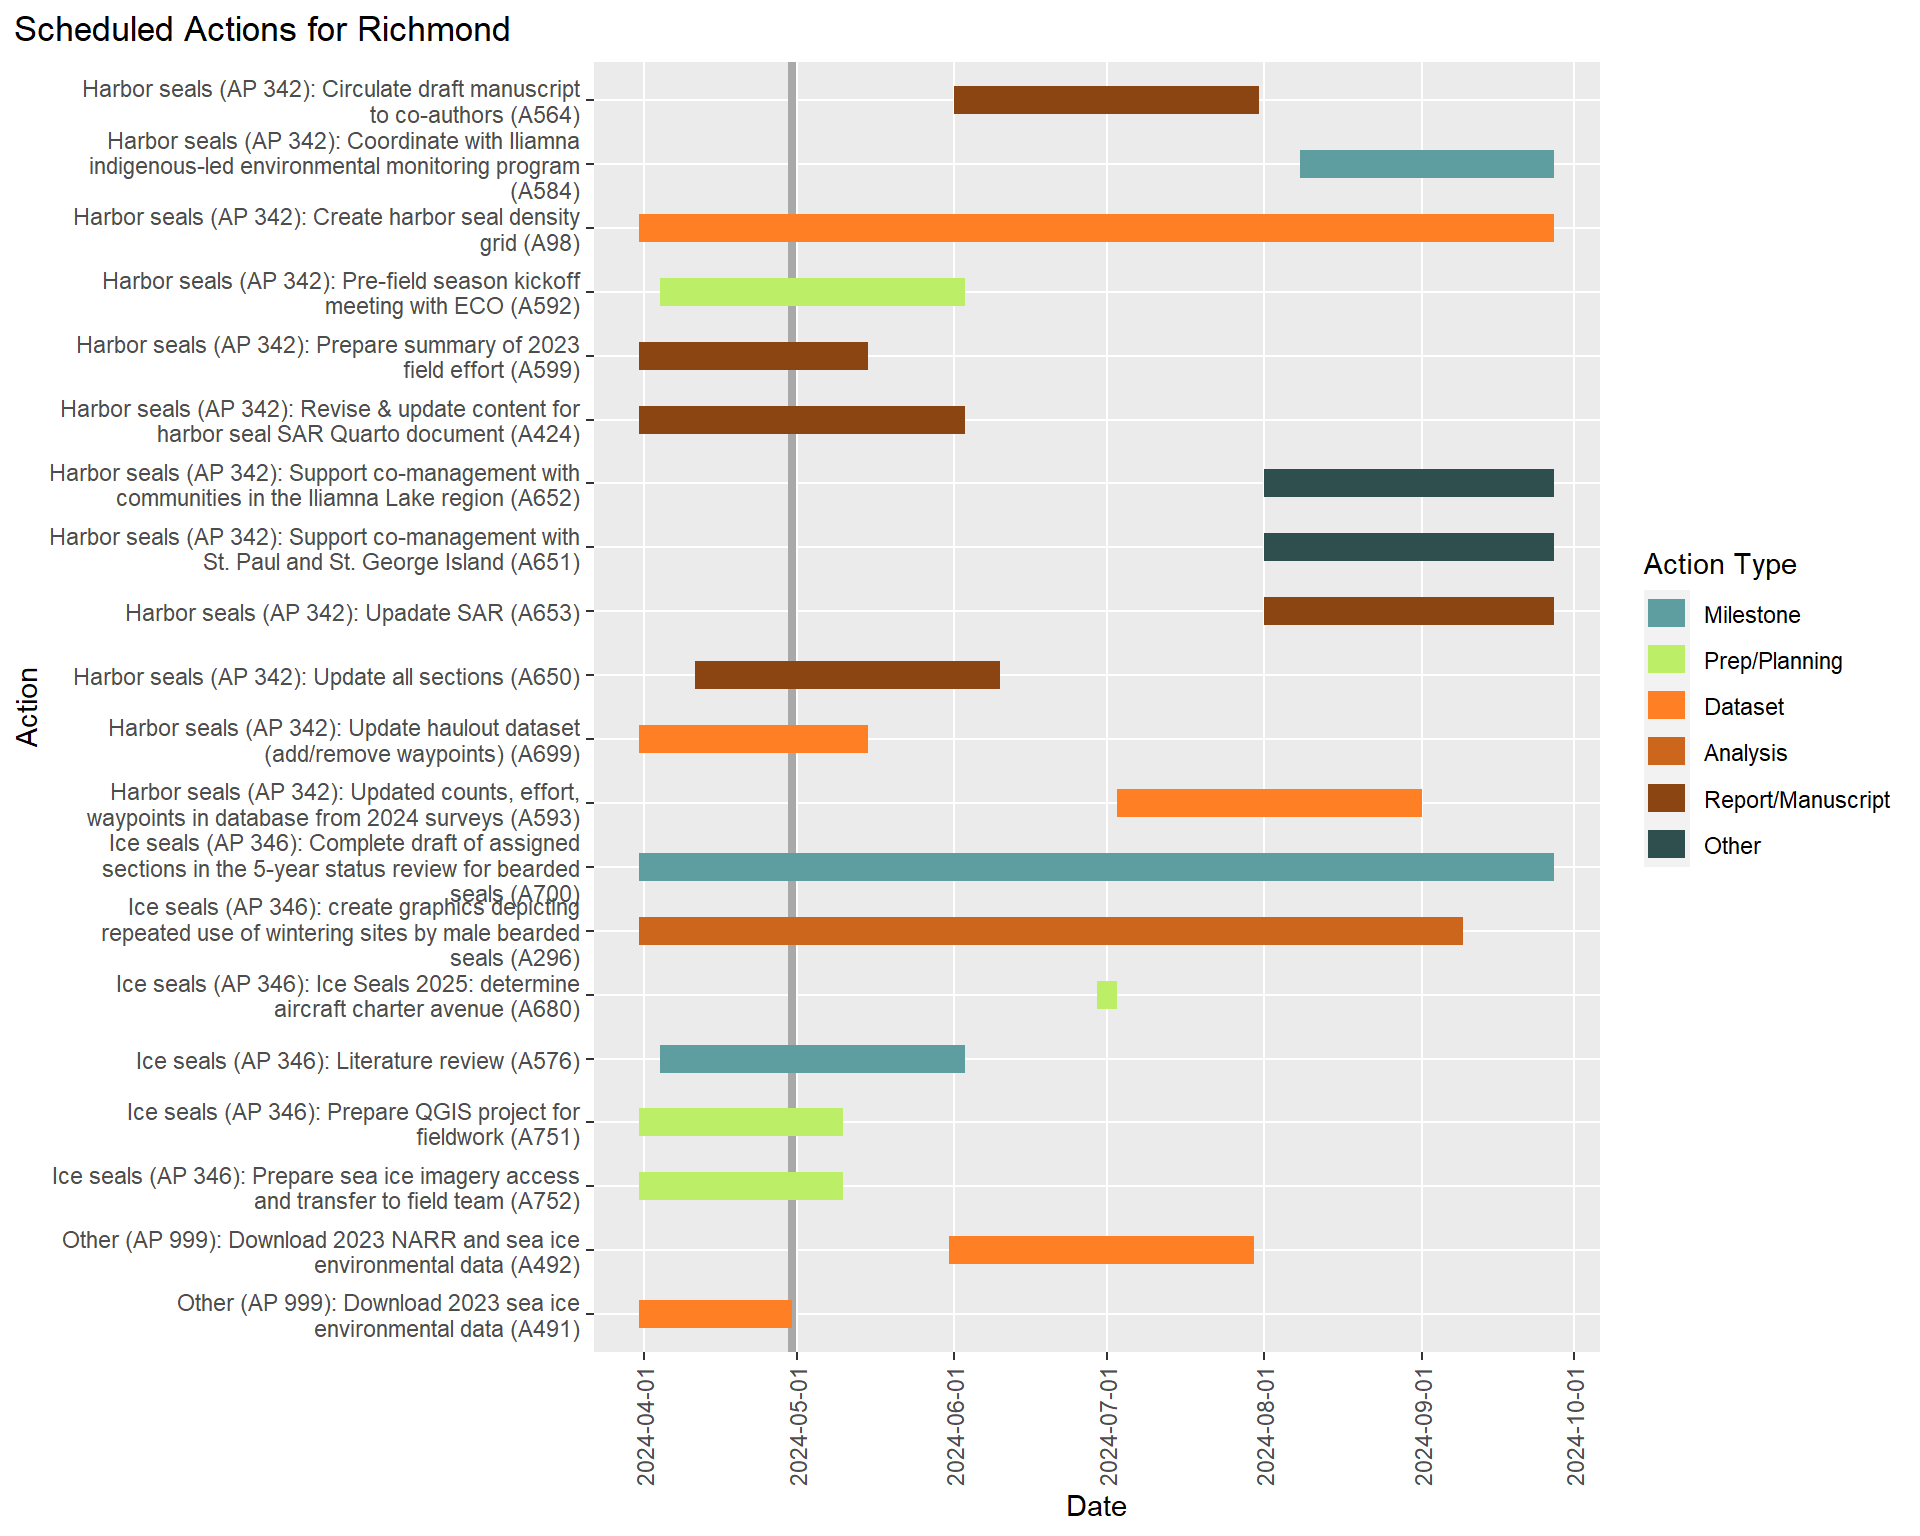 Scheduled Actions for Richmond
Harbor seals (AP 342): Circulate draft manuscript
to co-authors (A564)
Harbor seals (AP 342): Coordinate with Iliamna
indigenous-led environmental monitoring program
(A584)
Harbor seals (AP 342): Create harbor seal density
grid (A98)
Harbor seals (AP 342): Pre-field season kickoff
meeting with ECO (A592)
Harbor seals (AP 342): Prepare summary of 2023
field effort (A599)
Harbor seals (AP 342): Revise & update content for
harbor seal SAR Quarto document (A424)
Harbor seals (AP 342): Support co-management with
communities in the Iliamna Lake region (A652)
Harbor seals (AP 342): Support co-management with
St. Paul and St. George Island (A651)
Harbor seals (AP 342): Upadate SAR (A653)
Harbor seals (AP 342): Update all sections (A650)
Harbor seals (AP 342): Update haulout dataset
(add/remove waypoints) (A699)
Harbor seals (AP 342): Updated counts, effort,
waypoints in database from 2024 surveys (A593)
Ice seals (AP 346): Complete draft of assigned
sections in the 5-year status review for bearded
seals (A700)
Ice seals (AP 346): create graphics depicting
repeated use of wintering sites by male bearded
seals (A296)
Ice seals (AP 346): Ice Seals 2025: determine
aircraft charter avenue (A680)
Ice seals (AP 346): Literature review (A576)
Ice seals (AP 346): Prepare QGIS project for
fieldwork (A751)
Ice seals (AP 346): Prepare sea ice imagery access
and transfer to field team (A752)
Other (AP 999): Download 2023 NARR and sea ice
environmental data (A492)
Other (AP 999): Download 2023 sea ice
environmental data (A491)
Action
2024-04-01
2024-05-01
2024-06-01
2024-07-01
2024-08-01
2024-09-01
2024-10-01
Date
Action Type
Milestone
Prep/Planning
Dataset
Analysis
Report/Manuscript
Other